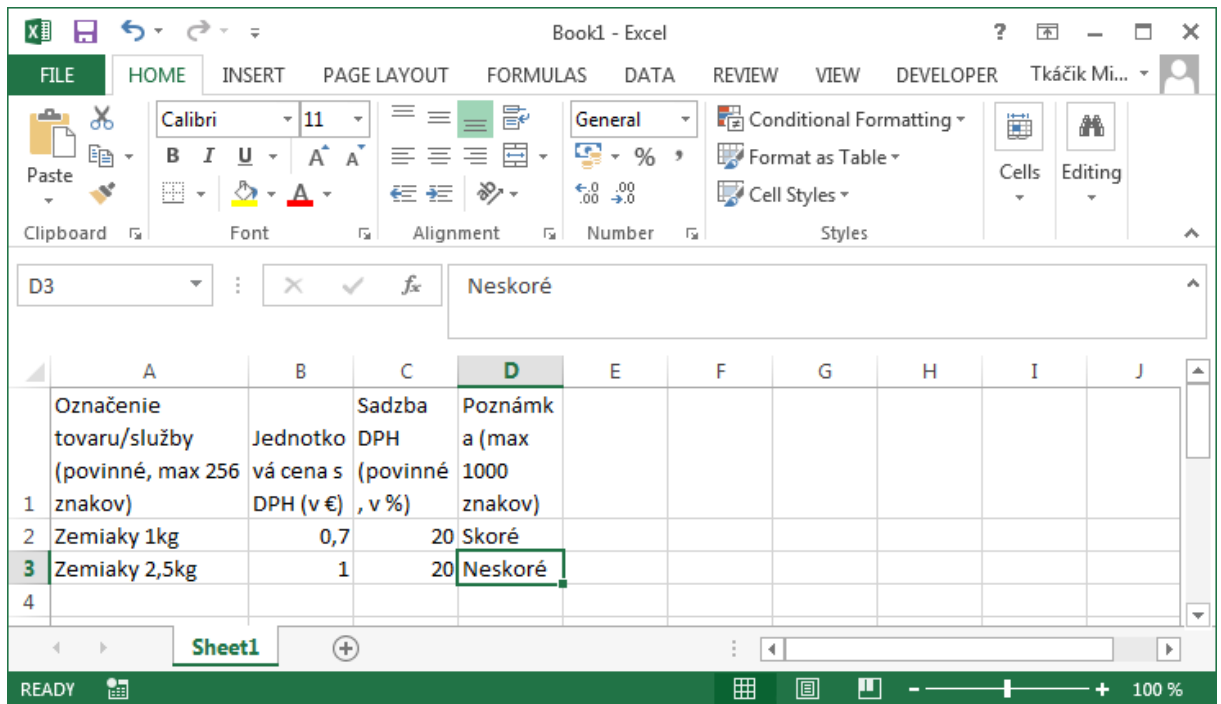 Book1 - Excel
FILE HOME INSERT PAGE LAYOUT FORMULAS DATA REVIEW VIEW DEVELOPER Tkáčik Mi...
Calibri 11 General Conditional Formatting
Paste B I U A A % Format as Table Cells Editing
A Cell Styles
Clipboard Font Alignment Number Styles
D3 fx Neskoré
A B C D E F G H I J
Označenie Sadzba Poznámk
tovaru/služby Jednotko DPH a (max
(povinné, max 256 vá cena s (povinné 1000
1 znakov) DPH (v €) , v %) znakov)
2 Zemiaky 1kg 0,7 20 Skoré
3 Zemiaky 2,5kg 1 20 Neskoré
4
Sheet1
READY 100 %